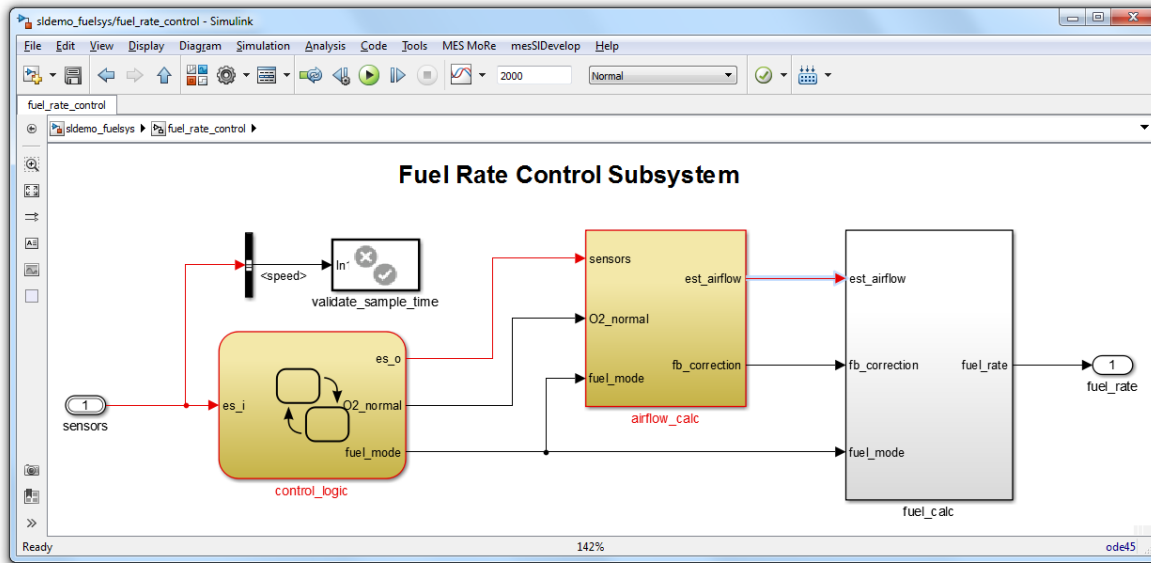 sldemo_fuelsys/fuel_rate_control - Simulink
File Edit View Display Diagram Simulation Analysis Code Tools MES MoRe mesSlDevelop Help
2000 Normal
fuel_rate_control
sldemo_fuelsys fuel_rate_control
Fuel Rate Control Subsystem
<speed>
In
validate_sample_time
sensors
est_airflow
O2_normal
fb_correction
fuel_mode
airflow_calc
est_airflow
fb_correction
fuel_rate
fuel_mode
fuel_calc
1
fuel_rate
1
sensors
es_i
es_o
O2_normal
fuel_mode
control_logic
Ready 142% ode45